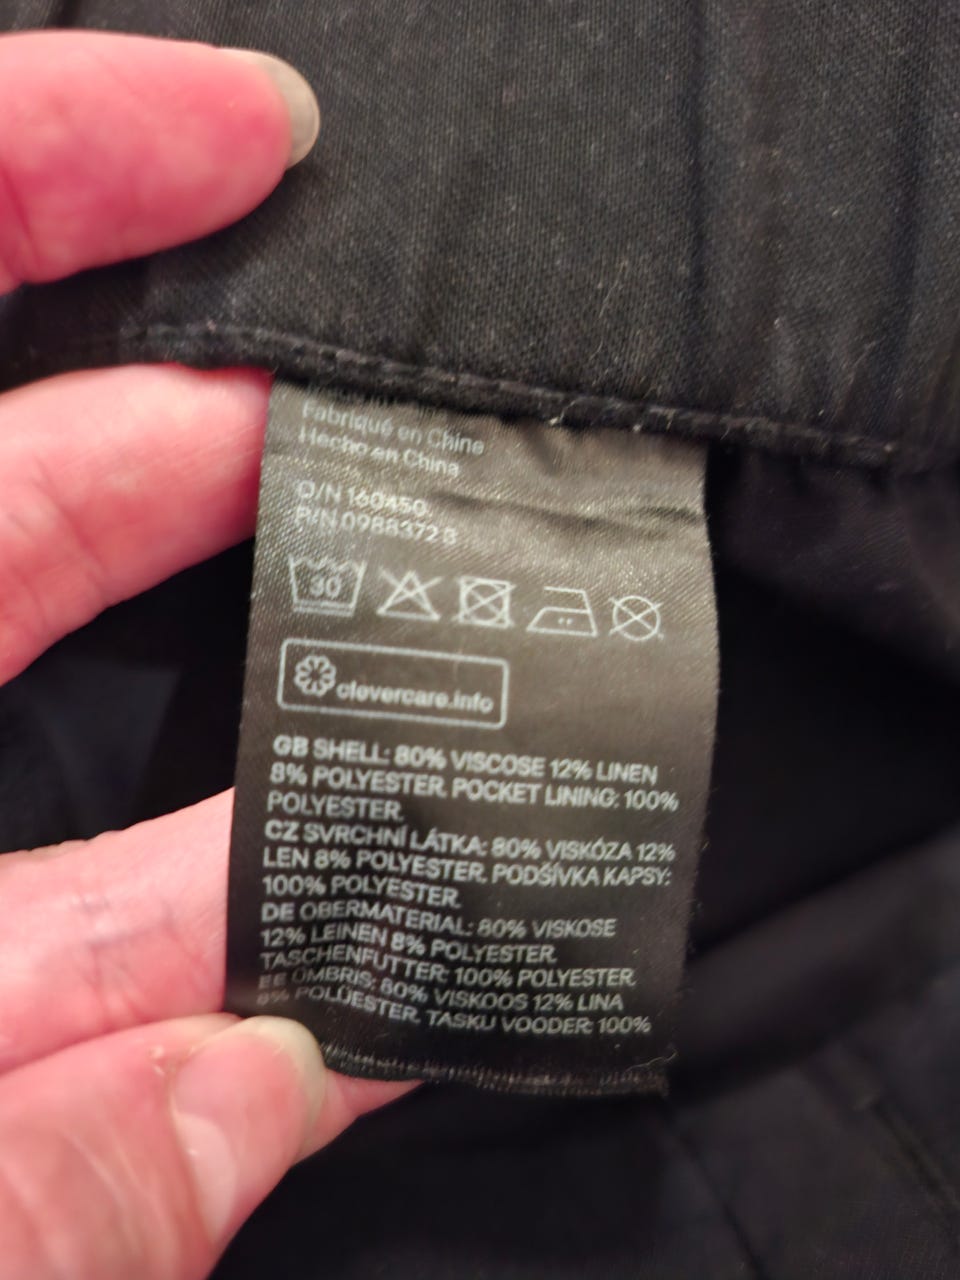 Fabriqué en Chine
Hecho en China
O/N 160450
P/N 0988372 B
30
clevercare.info
GB SHELL: 80% VISCOSE 12% LINEN
8% POLYESTER. POCKET LINING: 100%
POLYESTER.
CZ SVRCHNÍ LÁTKA: 80% VISKÓZA 12%
LEN 8% POLYESTER. PODŠÍVKA KAPSY:
100% POLYESTER.
DE OBERMATERIAL: 80% VISKOSE
12% LEINEN 8% POLYESTER.
TASCHENFUTTER: 100% POLYESTER.
EE ÜMBRIS: 80% VISKOOS 12% LINA
8% POLÜESTER. TASKU VOODER: 100%